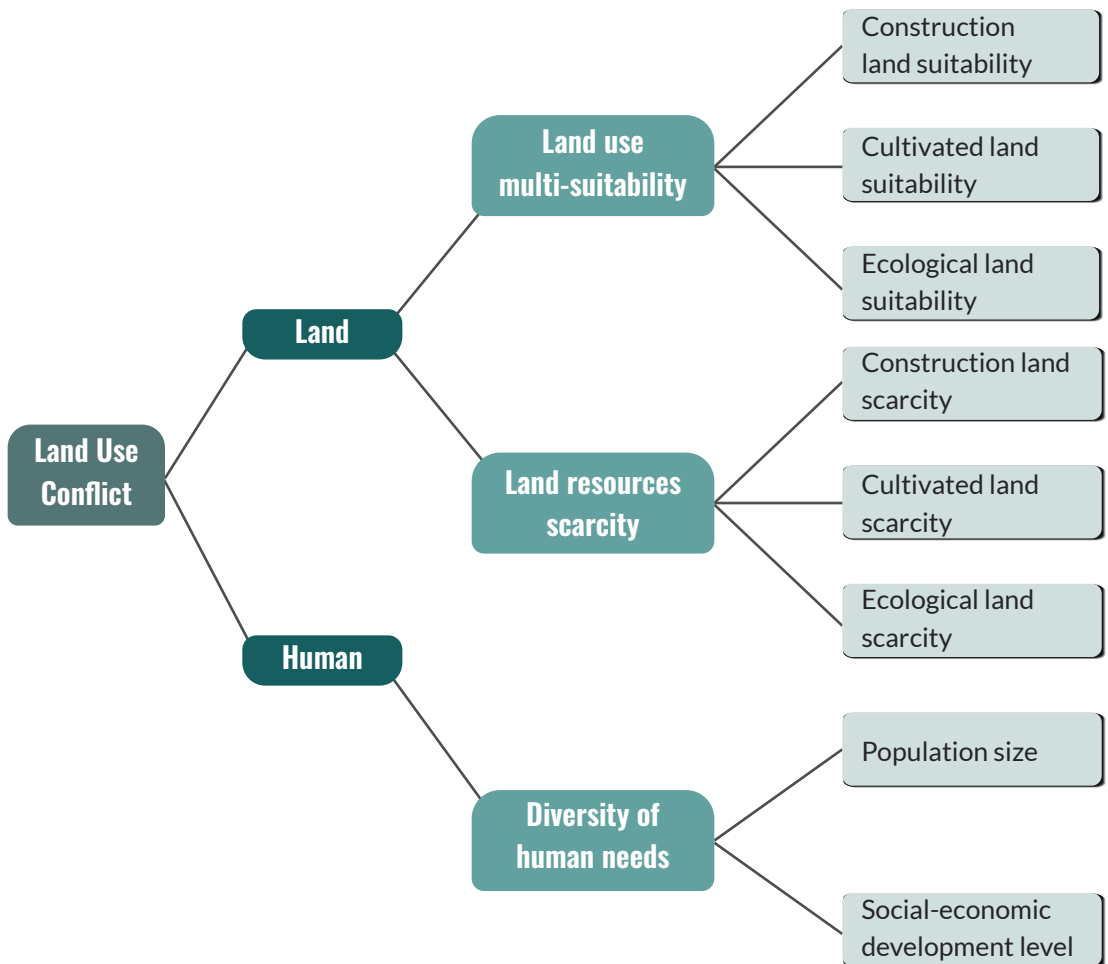 Construction
land suitability
Land use
multi-suitability
Cultivated land
suitability
Ecological land
suitability
Land
Construction land
scarcity
Land Use
Conflict
Land resources
scarcity
Cultivated land
scarcity
Ecological land
scarcity
Human
Population size
Diversity of
human needs
Social-economic
development level